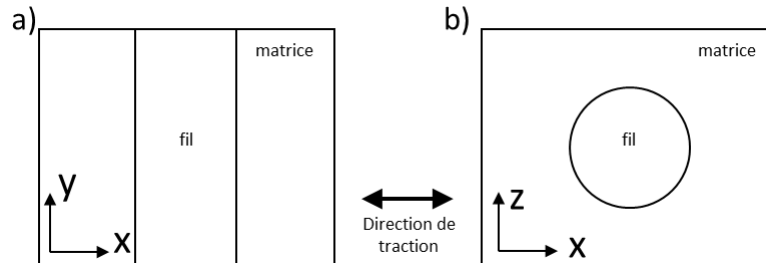 a)
matrice
fil
y
x
Direction de
traction
b)
matrice
fil
z
x